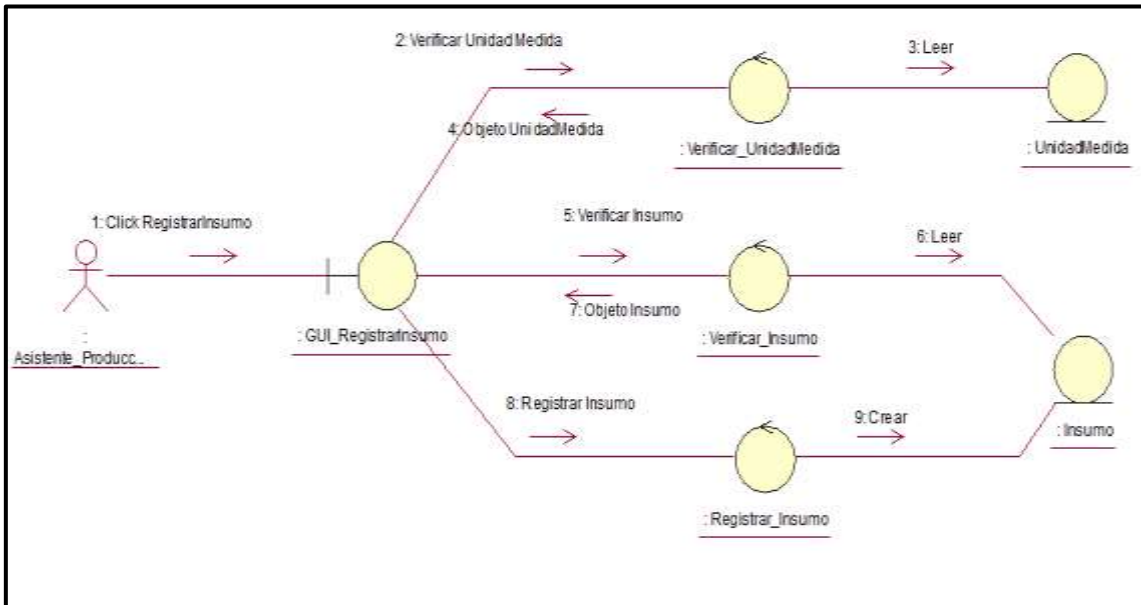 2: Verificar Unidad Medida
3: Leer
4: Objeto UnidadMedida
: Verificar_UnidadMedida
: UnidadMedida
1: Click RegistrarInsumo
5: Verificar Insumo
6: Leer
7: Objeto Insumo
: GUI_RegistrarInsumo
: Verificar_Insumo
:
Asistente_Producc...
8: Registrar Insumo
9: Crear
: Insumo
: Registrar_Insumo